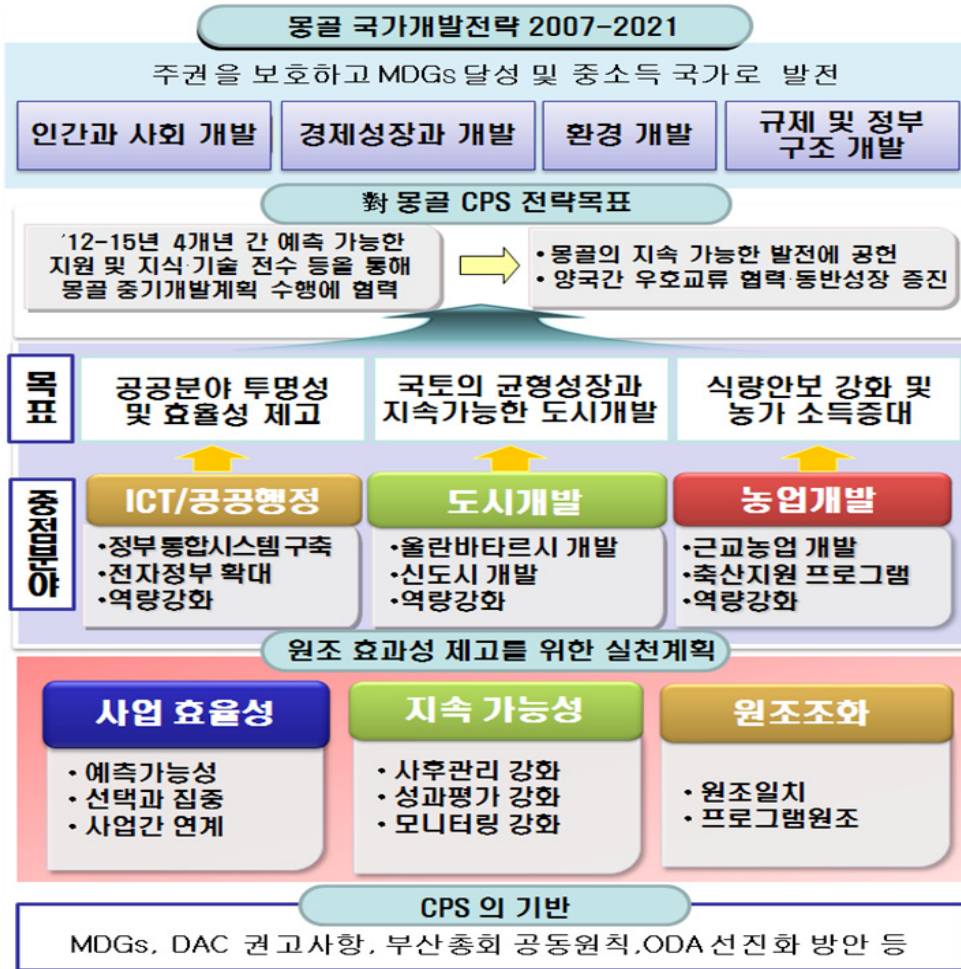 몽골 국가개발전략 2007-2021
주권을 보호하고 MDGs 달성 및 중소득 국가로 발전
인간과 사회 개발
경제성장과 개발
환경 개발
규제 및 정부
구조 개발
對 몽골 CPS 전략목표
'12-15년 4개년 간 예측 가능한
지원 및 지식·기술 전수 등을 통해
몽골 중기개발계획 수행에 협력
• 몽골의 지속 가능한 발전에 공헌
• 양국간 우호교류 협력·동반성장 증진
목표
공공분야 투명성
및 효율성 제고
국토의 균형성장과
지속가능한 도시개발
식량안보 강화 및
농가 소득증대
중점분야
ICT/공공행정
•정부 통합시스템 구축
•전자정부 확대
•역량강화
도시개발
•울란바타르시 개발
•신도시 개발
•역량강화
농업개발
•근교농업 개발
•축산지원 프로그램
•역량강화
원조 효과성 제고를 위한 실천계획
사업 효율성
• 예측가능성
• 선택과 집중
• 사업간 연계
지속 가능성
• 사후관리 강화
• 성과평가 강화
• 모니터링 강화
원조조화
• 원조일치
• 프로그램원조
CPS 의 기반
MDGs, DAC 권고사항, 부산총회 공동원칙,ODA 선진화 방안 등